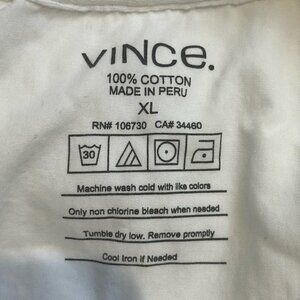 VINCE.
100% COTTON
MADE IN PERU
XL
RN# 106730 CA# 34460
30
Machine wash cold with like colors
Only non chlorine bleach when needed
Tumble dry low. Remove promptly
Cool Iron if Needed